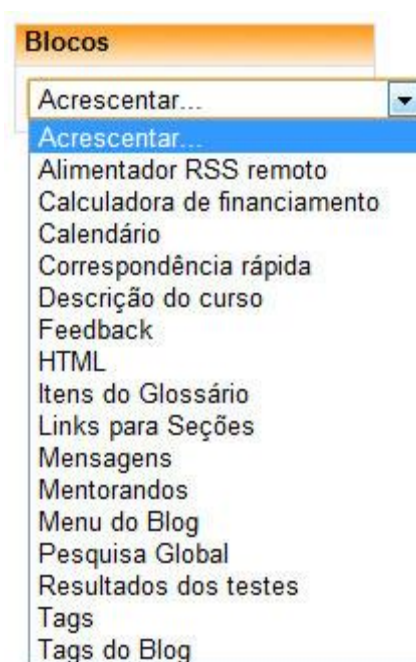 Blocos
Acrescentar...
Acrescentar...
Alimentador RSS remoto
Calculadora de financiamento
Calendário
Correspondência rápida
Descrição do curso
Feedback
HTML
Itens do Glossário
Links para Seções
Mensagens
Mentorandos
Menu do Blog
Pesquisa Global
Resultados dos testes
Tags
Tags do Blog